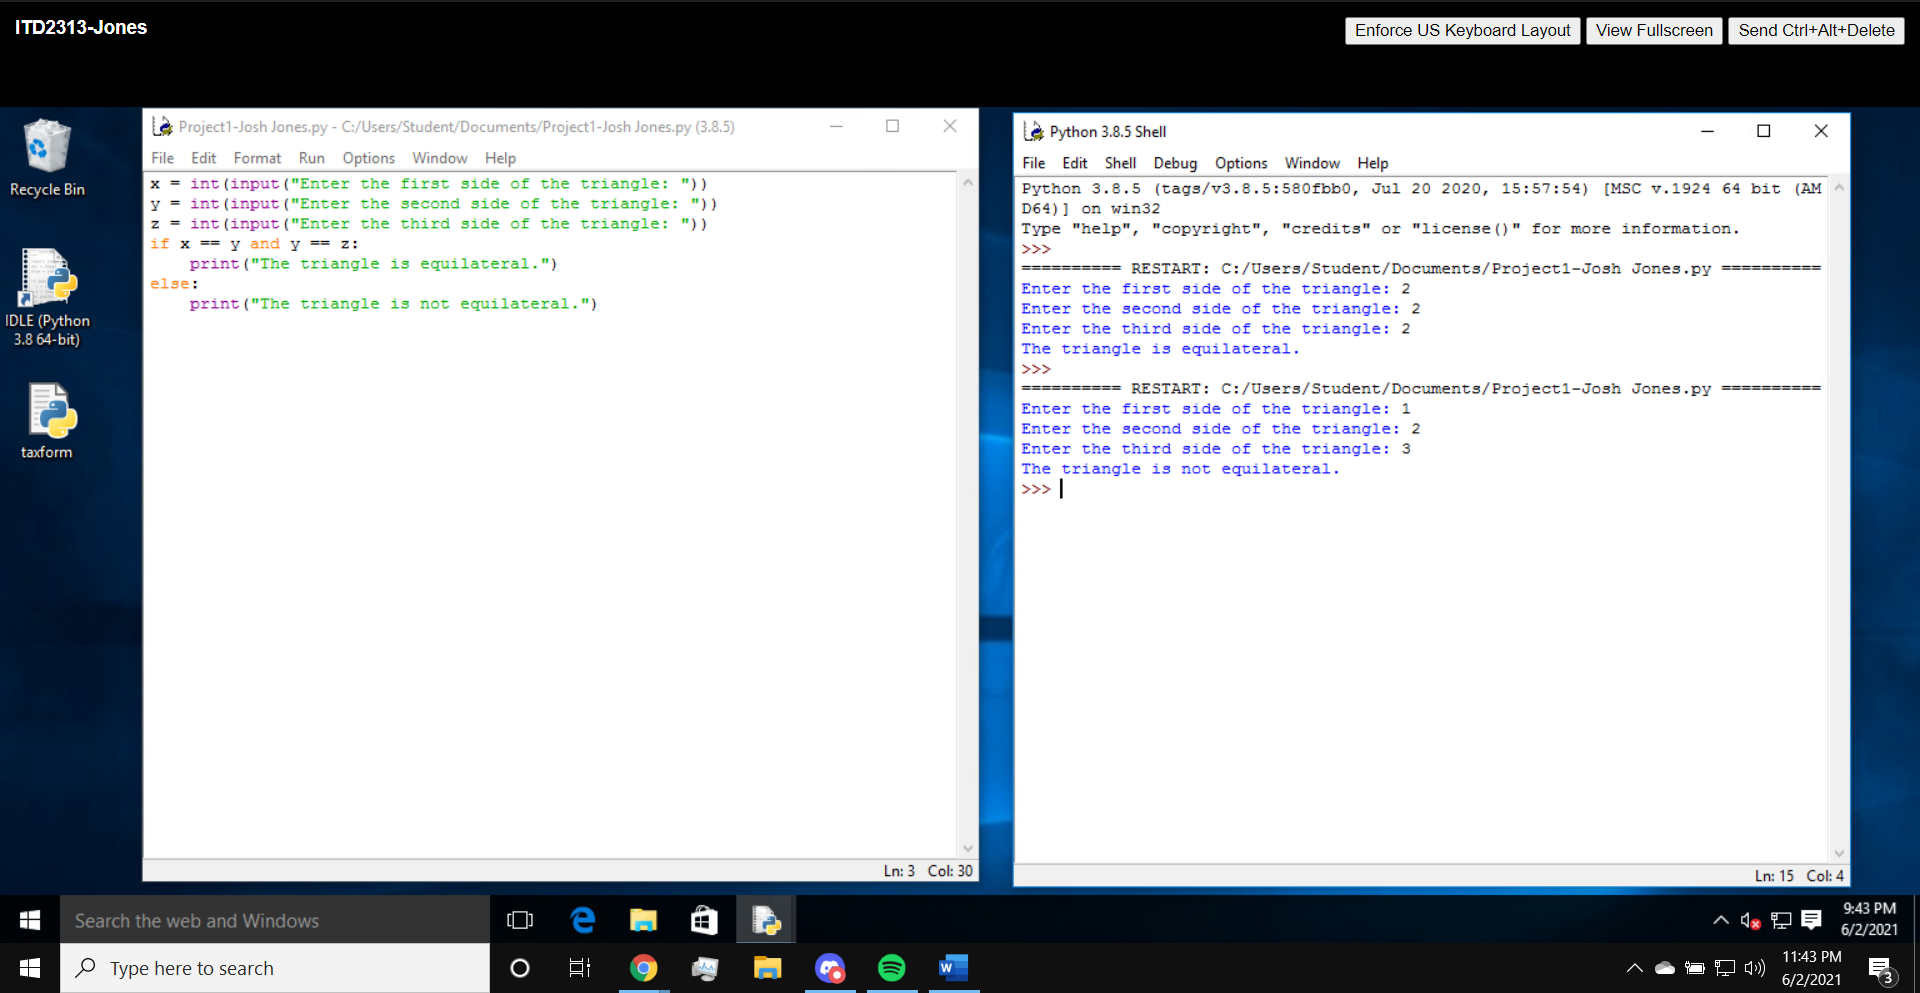 ITD2313-Jones
Enforce US Keyboard Layout
View Fullscreen
Send Ctrl+Alt+Delete
Recycle Bin
IDLE (Python
3.8 64-bit)
taxform
Project1-Josh Jones.py - C:/Users/Student/Documents/Project1-Josh Jones.py (3.8.5)
File Edit Format Run Options Window Help
x = int(input("Enter the first side of the triangle: "))
y = int(input("Enter the second side of the triangle: "))
z = int(input("Enter the third side of the triangle: "))
if x == y and y == z:
    print("The triangle is equilateral.")
else:
    print("The triangle is not equilateral.")
Ln: 3 Col: 30
Python 3.8.5 Shell
File Edit Shell Debug Options Window Help
Python 3.8.5 (tags/v3.8.5:580fbb0, Jul 20 2020, 15:57:54) [MSC v.1924 64 bit (AM
D64)] on win32
Type "help", "copyright", "credits" or "license()" for more information.
>>>
========== RESTART: C:/Users/Student/Documents/Project1-Josh Jones.py ==========
Enter the first side of the triangle: 2
Enter the second side of the triangle: 2
Enter the third side of the triangle: 2
The triangle is equilateral.
>>>
========== RESTART: C:/Users/Student/Documents/Project1-Josh Jones.py ==========
Enter the first side of the triangle: 1
Enter the second side of the triangle: 2
Enter the third side of the triangle: 3
The triangle is not equilateral.
>>>
Ln: 15 Col: 4
Search the web and Windows
9:43 PM
6/2/2021
Type here to search
11:43 PM
6/2/2021
3